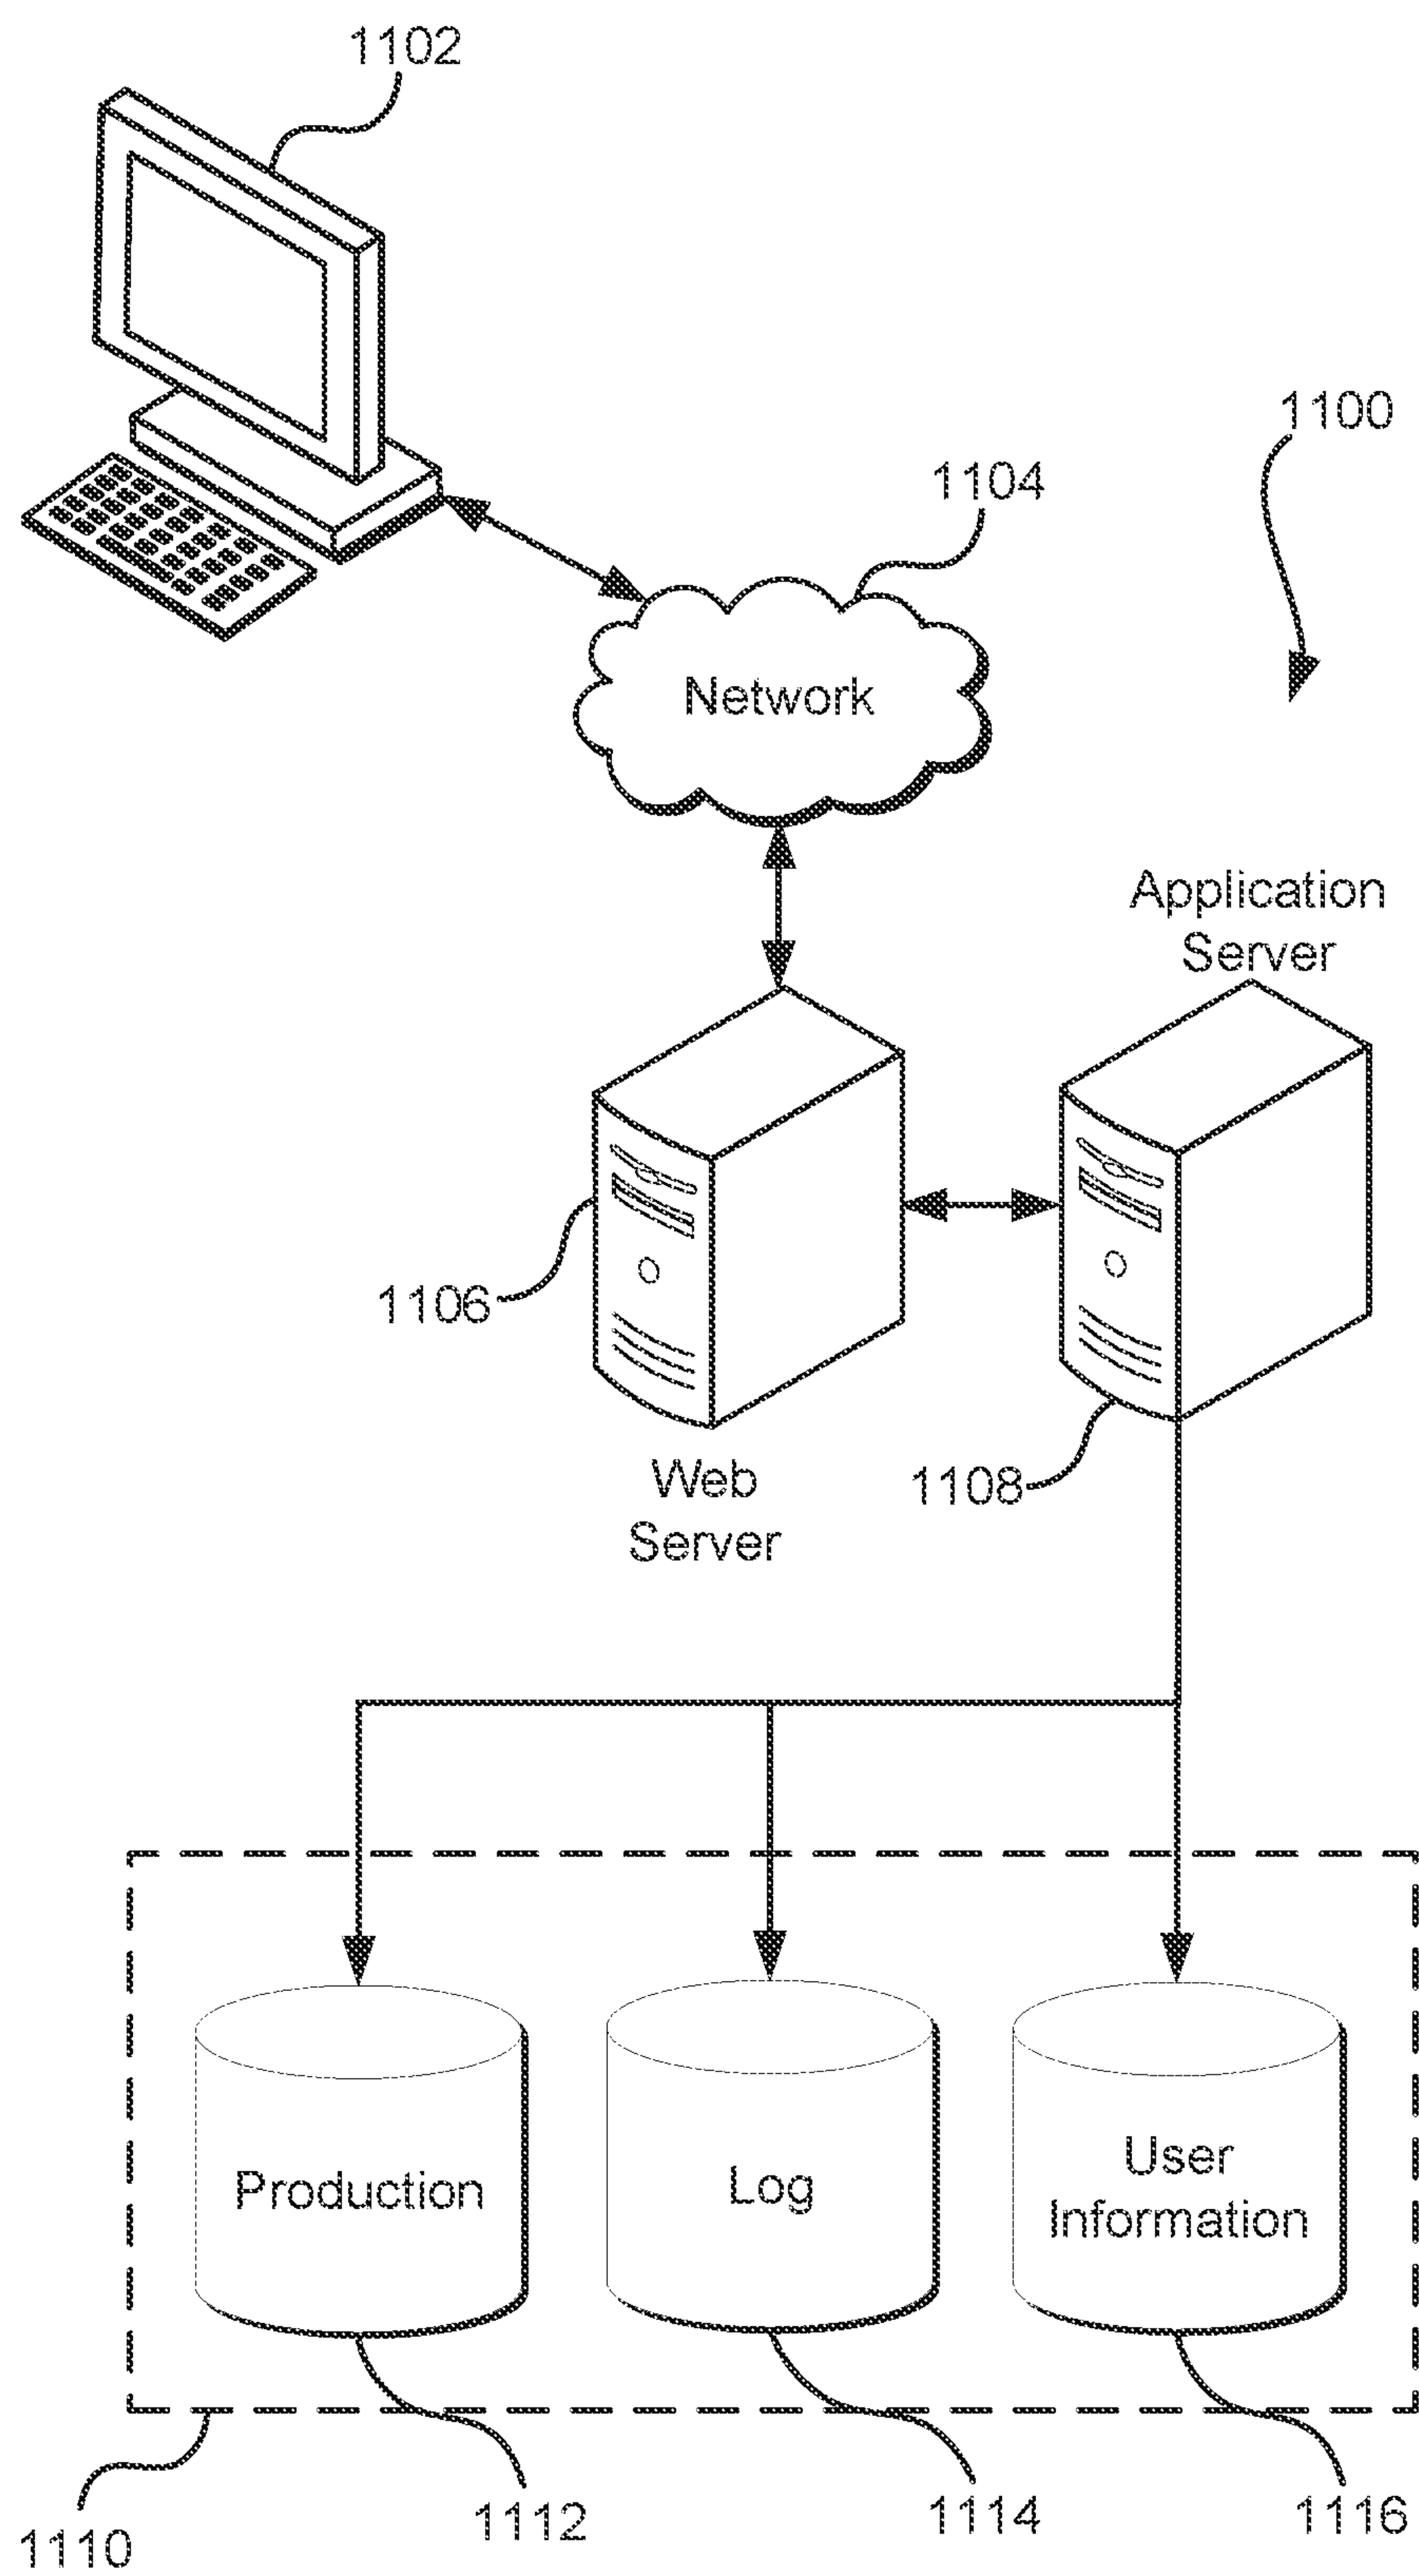 1102
1100
1104
Network
Application
Server
1106
Web
Server
1108
Production
Log
User
Information
1110
1112
1114
1116